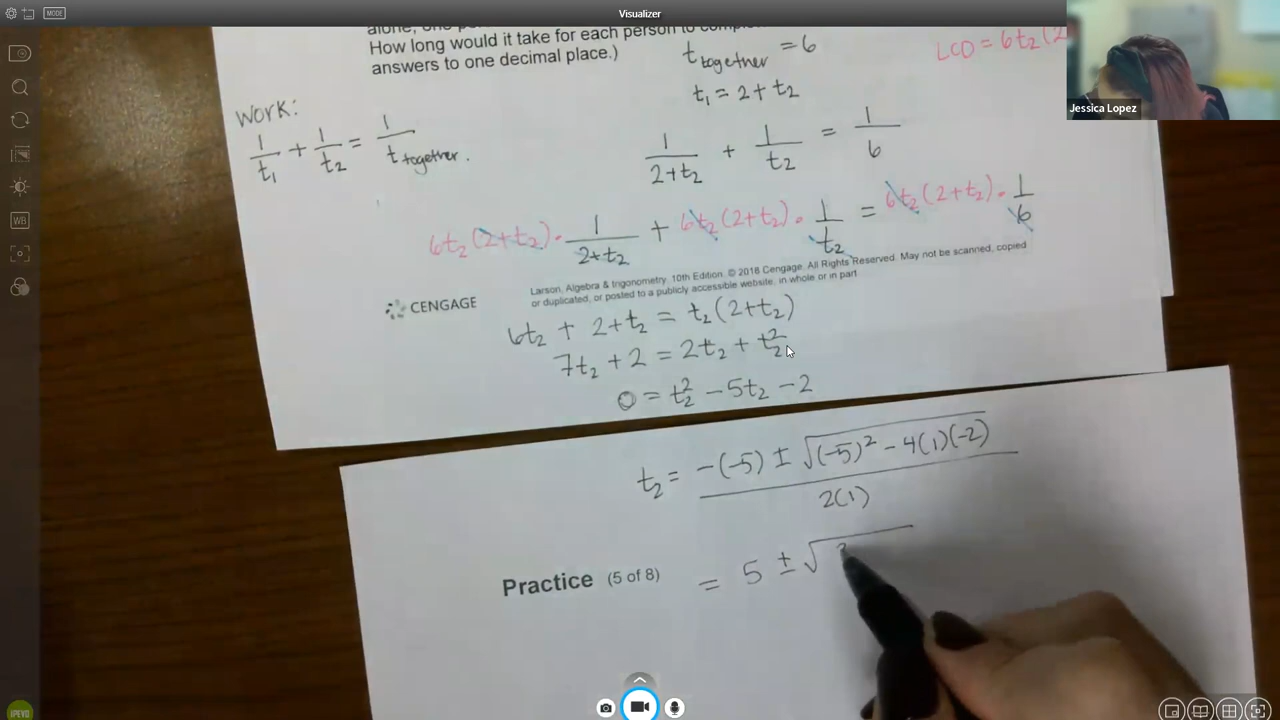 MODE
Visualizer
How long would it take for each person to
answers to one decimal place.)
t together = 6
LCD = 6t₂(2
t₁ = 2 + t₂
Jessica Lopez
Work:
1/t₁ + 1/t₂ = 1/t together.
1/(2+t₂) + 1/t₂ = 1/6
6t₂(2+t₂) · 1/(2+t₂) + 6t₂(2+t₂) · 1/t₂ = 6t₂(2+t₂) · 1/6
CENGAGE
Larson, Algebra & trigonometry, 10th Edition. © 2018 Cengage. All Rights Reserved. May not be scanned, copied
or duplicated, or posted to a publicly accessible website, in whole or in part
6t₂ + 2+t₂ = t₂(2+t₂)
7t₂ + 2 = 2t₂ + t₂²
0 = t₂² - 5t₂ - 2
t₂ = (-(-5) ± √((-5)² - 4(1)(-2)))/2(1)
Practice (5 of 8)
= 5 ± √
WB
IPEVO